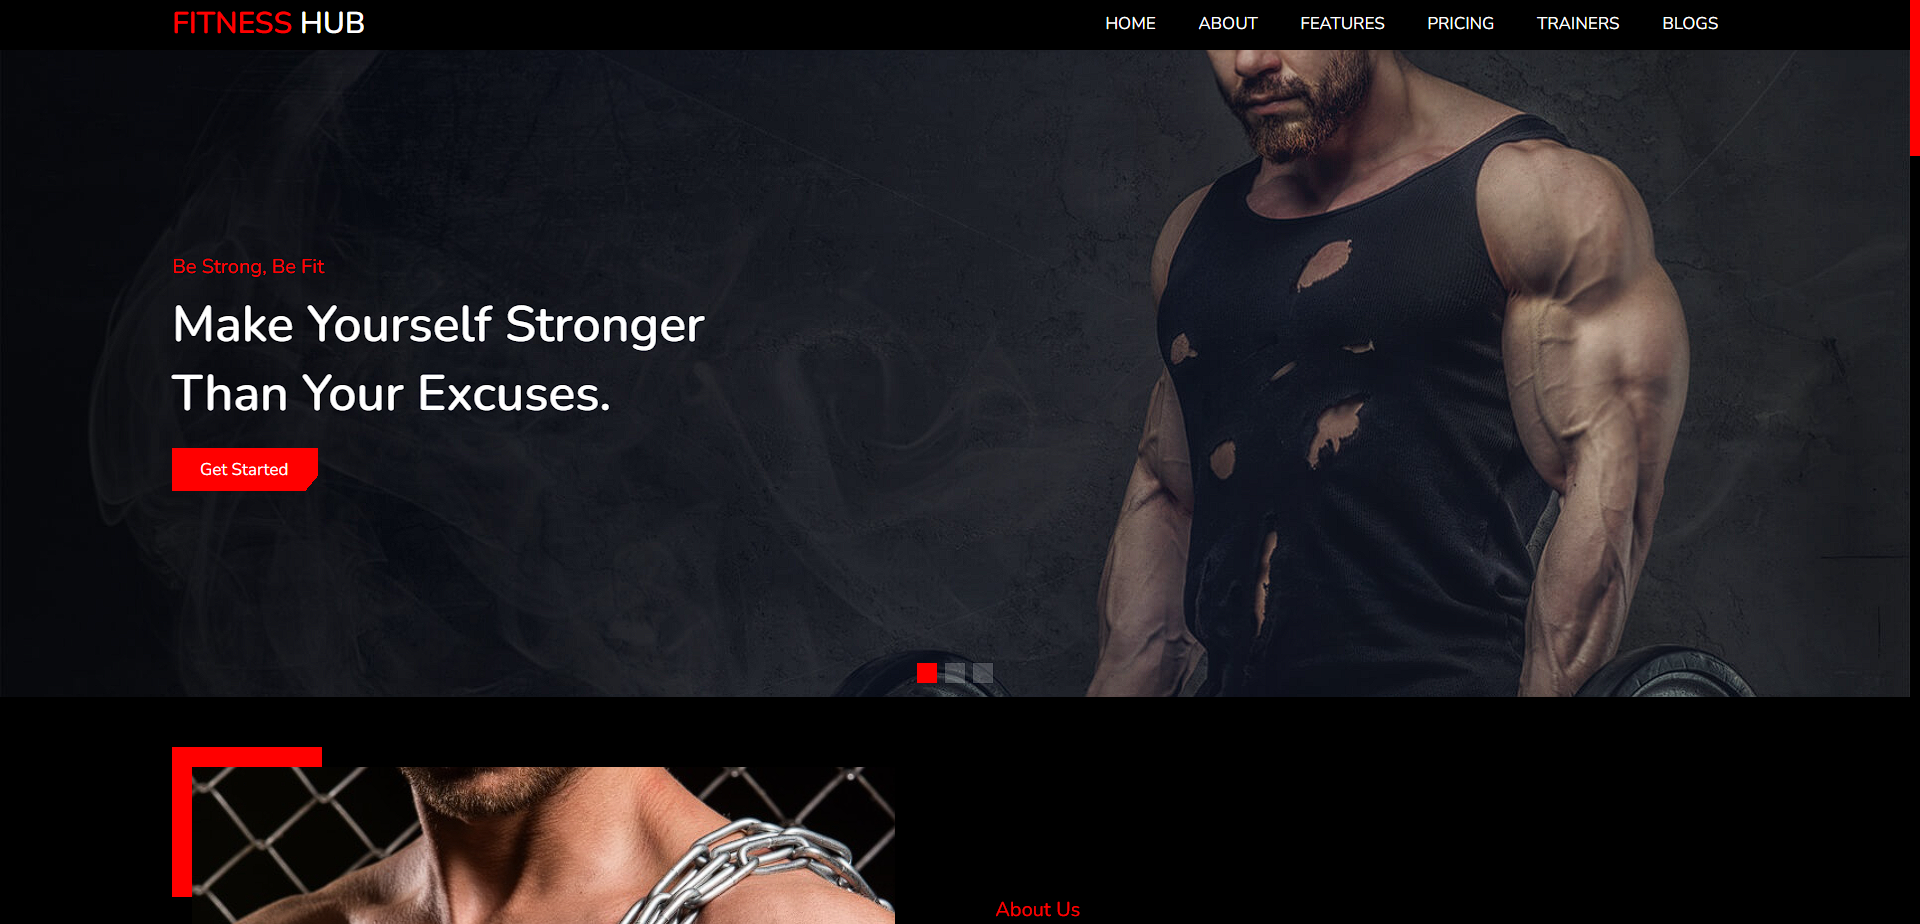 FITNESS HUB
HOME ABOUT FEATURES PRICING TRAINERS BLOGS
Be Strong, Be Fit
Make Yourself Stronger
Than Your Excuses.
Get Started
About Us